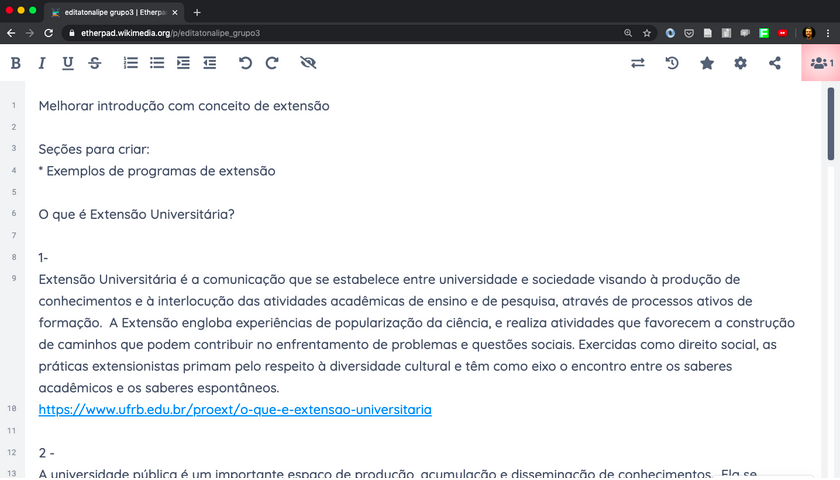 editatonalipe grupo3 | Etherpa
etherpad.wikimedia.org/p/editatonalipe_grupo3
B I U S
1
1 Melhorar introdução com conceito de extensão
2
3 Seções para criar:
4 * Exemplos de programas de extensão
5
6 O que é Extensão Universitária?
7
8 1-
9 Extensão Universitária é a comunicação que se estabelece entre universidade e sociedade visando à produção de
conhecimentos e à interlocução das atividades acadêmicas de ensino e de pesquisa, através de processos ativos de
formação.  A Extensão engloba experiências de popularização da ciência, e realiza atividades que favorecem a construção
de caminhos que podem contribuir no enfrentamento de problemas e questões sociais. Exercidas como direito social, as
práticas extensionistas primam pelo respeito à diversidade cultural e têm como eixo o encontro entre os saberes
acadêmicos e os saberes espontâneos.
10 https://www.ufrb.edu.br/proext/o-que-e-extensao-universitaria
11
12 2 -
13 A universidade pública é um importante espaço de produção, acumulação e disseminação de conhecimentos.  Ela se